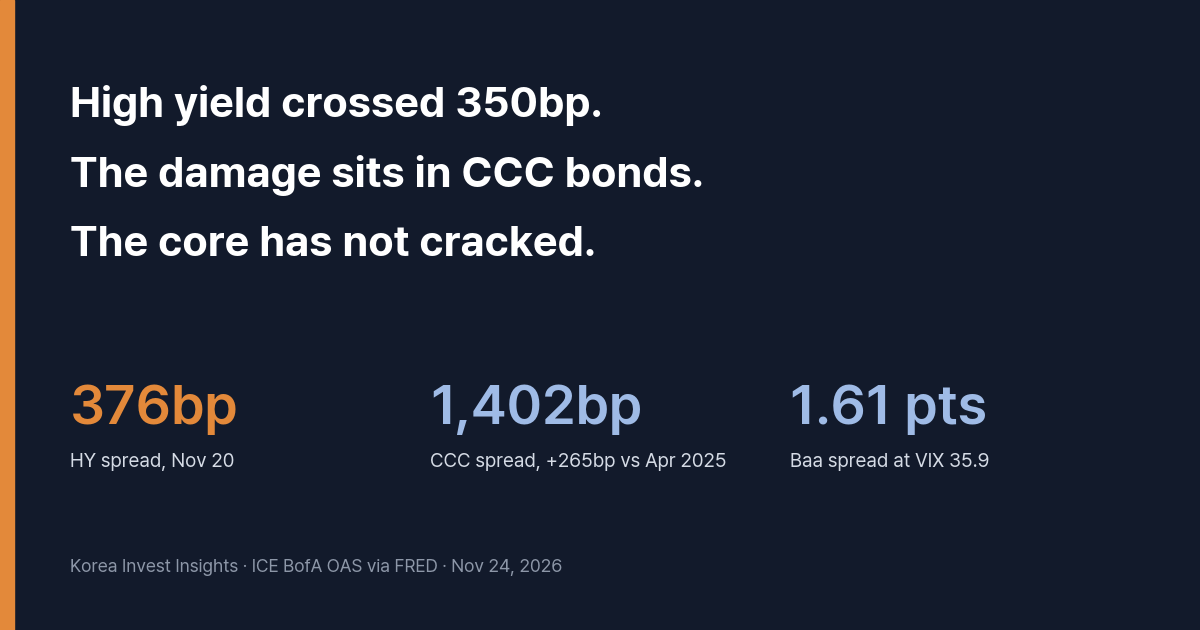 High yield crossed 350bp.
The damage sits in CCC bonds.
The core has not cracked.
376bp
HY spread, Nov 20
1,402bp
CCC spread, +265bp vs Apr 2025
1.61 pts
Baa spread at VIX 35.9
Korea Invest Insights · ICE BofA OAS via FRED · Nov 24, 2026